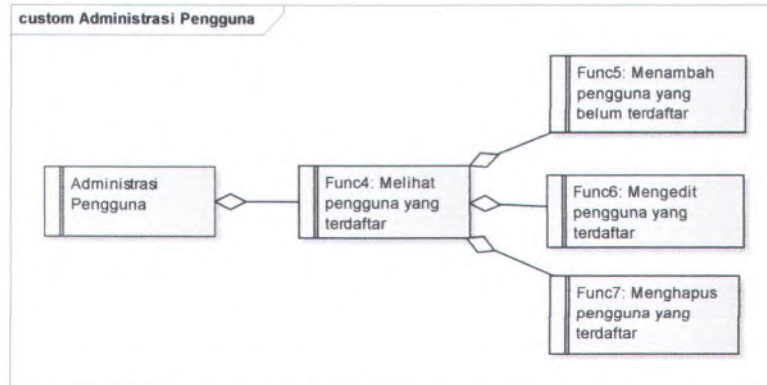 custom Administrasi Pengguna
Administrasi
Pengguna
Func4: Melihat
pengguna yang
terdaftar
Func5: Menambah
pengguna yang
belum terdaftar
Func6: Mengedit
pengguna yang
terdaftar
Func7: Menghapus
pengguna yang
terdaftar